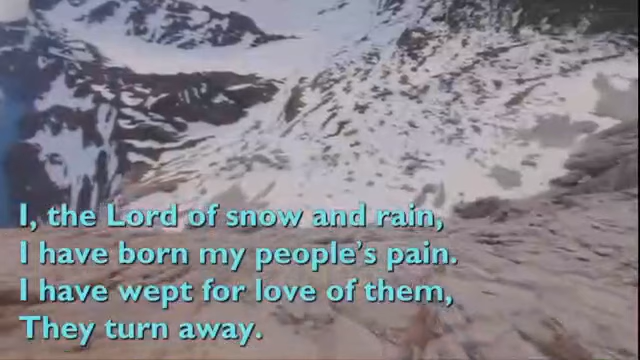 I, the Lord of snow and rain,
I have born my people's pain.
I have wept for love of them,
They turn away.